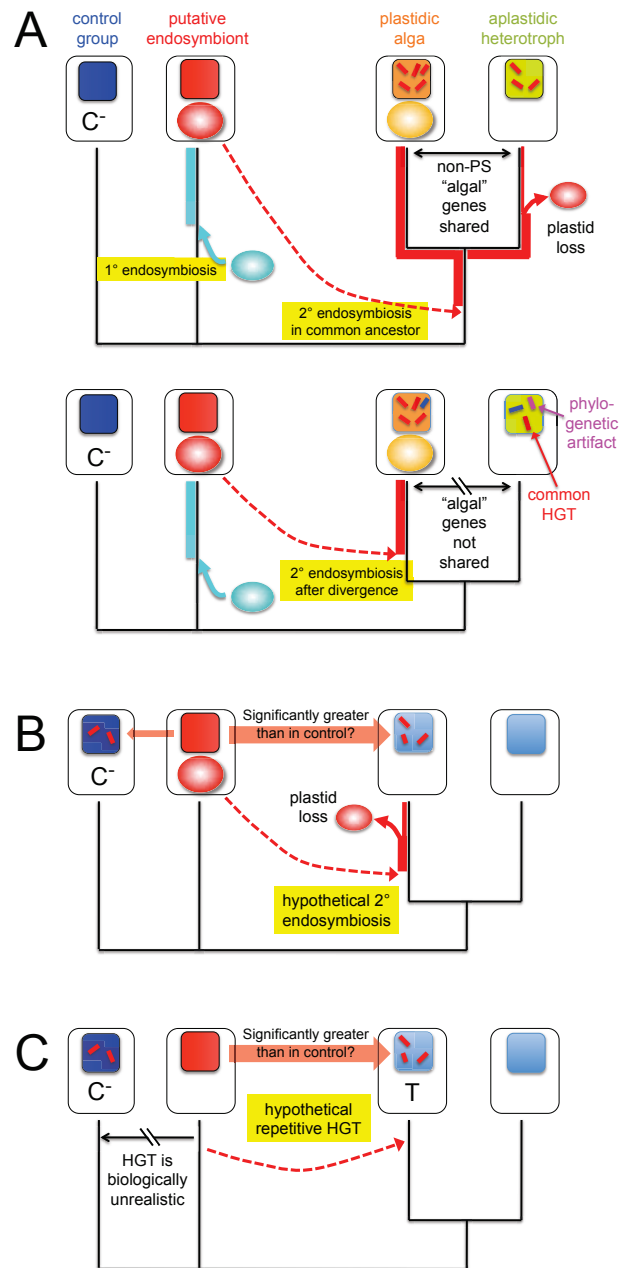 A
control
group
putative
endosymbiont
plastidic
alga
aplastidic
heterotroph
C-
non-PS
“algal”
genes
shared
plastid
loss
1° endosymbiosis
2° endosymbiosis
in common ancestor
C-
phylo-
genetic
artifact
common
HGT
“algal”
genes
not
shared
2° endosymbiosis
after divergence
B
Significantly greater
than in control?
C-
plastid
loss
hypothetical 2°
endosymbiosis
C
Significantly greater
than in control?
C-
T
hypothetical
repetitive HGT
HGT is
biologically
unrealistic